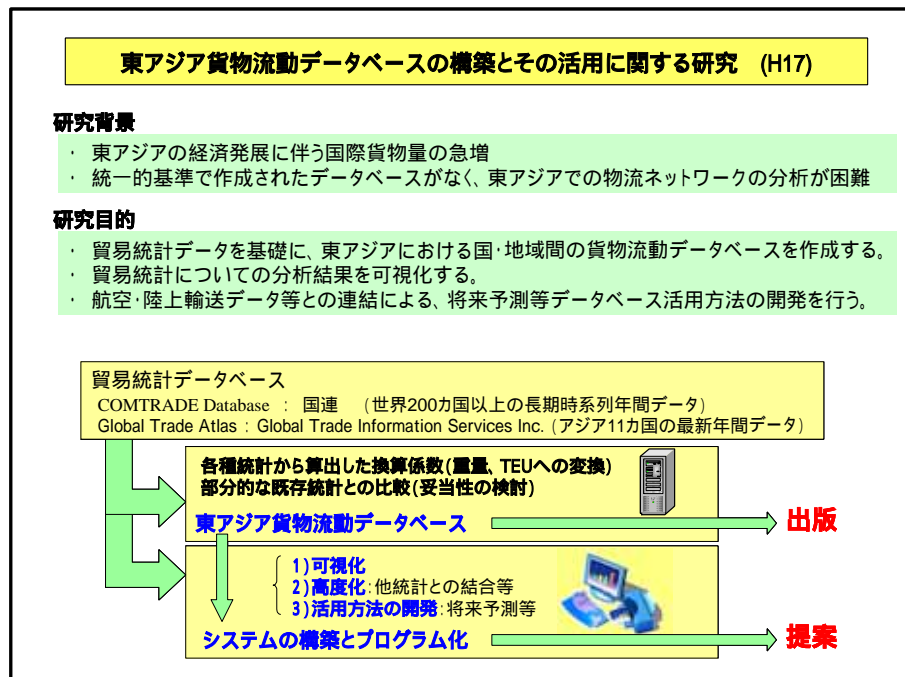 東アジア貨物流動データベースの構築とその活用に関する研究 (H17)
研究背景
・ 東アジアの経済発展に伴う国際貨物量の急増
・ 統一的基準で作成されたデータベースがなく、東アジアでの物流ネットワークの分析が困難
研究目的
・ 貿易統計データを基礎に、東アジアにおける国・地域間の貨物流動データベースを作成する。
・ 貿易統計についての分析結果を可視化する。
・ 航空・陸上輸送データ等との連結による、将来予測等データベース活用方法の開発を行う。
貿易統計データベース
COMTRADE Database : 国連 (世界200カ国以上の長期時系列年間データ)
Global Trade Atlas : Global Trade Information Services Inc. (アジア11カ国の最新年間データ)
各種統計から算出した換算係数(重量、TEUへの変換)
部分的な既存統計との比較(妥当性の検討)
東アジア貨物流動データベース
出版
1)可視化
2)高度化:他統計との結合等
3)活用方法の開発:将来予測等
システムの構築とプログラム化
提案